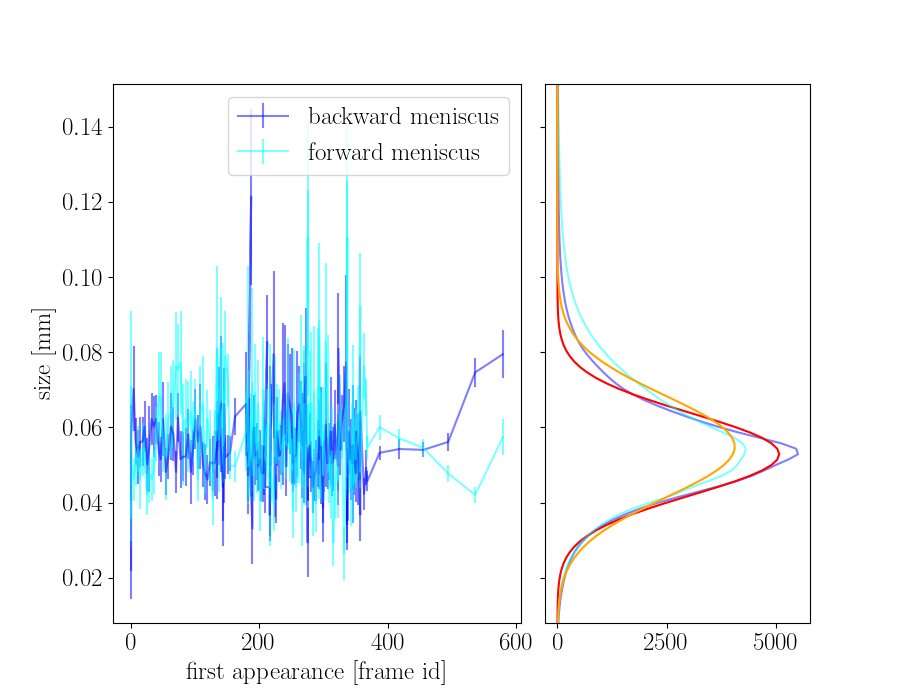 backward meniscus
forward meniscus
size [mm]
0.14
0.12
0.10
0.08
0.06
0.04
0.02
0 200 400 600
first appearance [frame id]
0 2500 5000